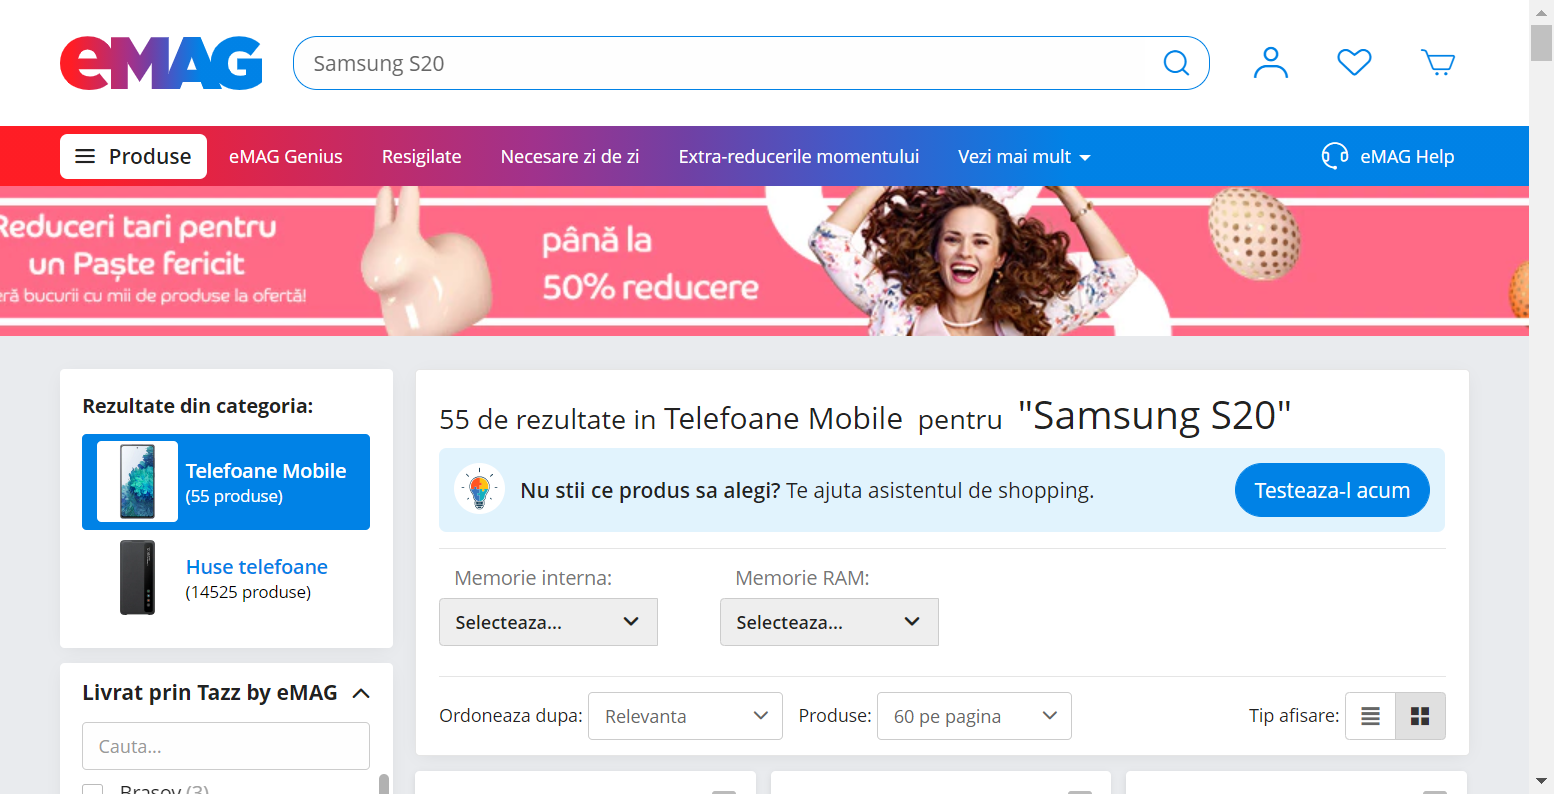 eMAG
Samsung S20
Produse
eMAG Genius
Resigilate
Necesare zi de zi
Extra-reducerile momentului
Vezi mai mult
eMAG Help
Reduceri tari pentru
un Paște fericit
bucurii cu mii de produse la ofertă!
până la
50% reducere
Rezultate din categoria:
Telefoane Mobile
(55 produse)
Huse telefoane
(14525 produse)
Livrat prin Tazz by eMAG
Cauta...
Brasov (3)
55 de rezultate in Telefoane Mobile pentru "Samsung S20"
Nu stii ce produs sa alegi? Te ajuta asistentul de shopping.
Testeaza-l acum
Memorie interna:
Selecteaza...
Memorie RAM:
Selecteaza...
Ordoneaza dupa:
Relevanta
Produse:
60 pe pagina
Tip afisare: